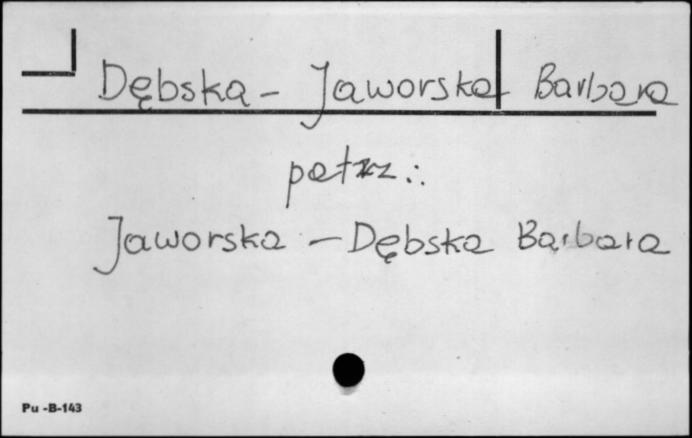 Dębska - Jaworska Barbara
patrz :
Jaworska - Dębska Barbara
Pu -B-143